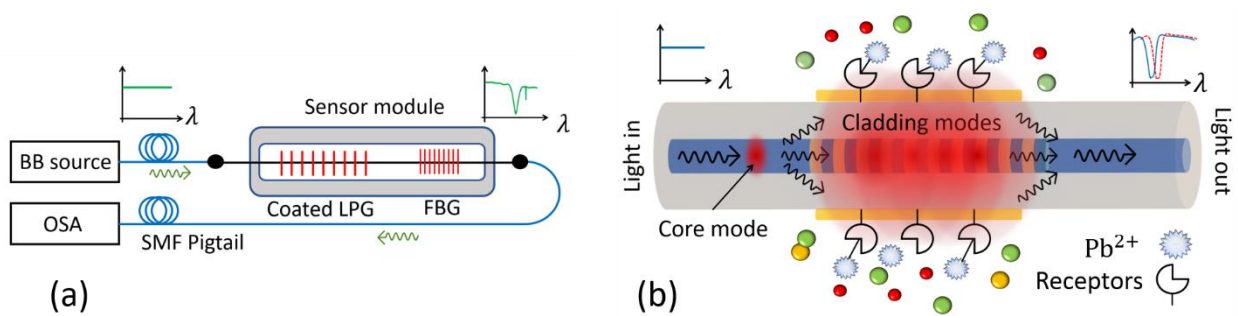 λ
λ
Sensor module
BB source
Coated LPG
FBG
OSA
SMF Pigtail
(a)
λ
λ
Light in
Cladding modes
Light out
Core mode
Pb²⁺
Receptors
(b)